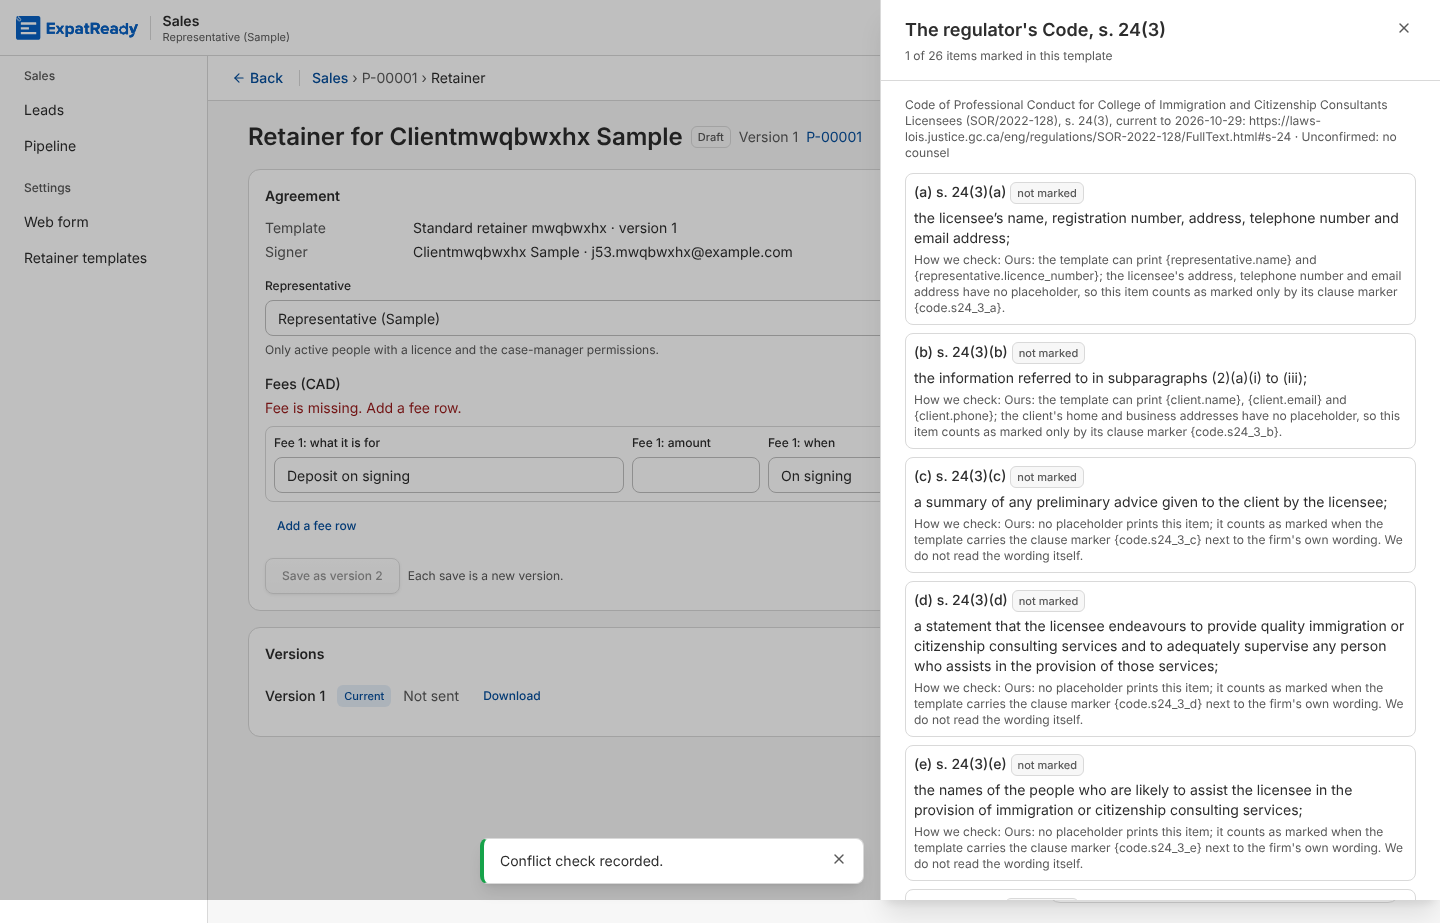 ExpatReady
Sales
Representative (Sample)
Sales
Leads
Pipeline
Settings
Web form
Retainer templates
← Back
Sales › P-00001 › Retainer
Retainer for Clientmwqbwxhx Sample Draft Version 1 P-00001
Agreement
Template Standard retainer mwqbwxhx · version 1
Signer Clientmwqbwxhx Sample · j53.mwqbwxhx@example.com
Representative
Representative (Sample)
Only active people with a licence and the case-manager permissions.
Fees (CAD)
Fee is missing. Add a fee row.
Fee 1: what it is for Fee 1: amount Fee 1: when
Deposit on signing On signing
Add a fee row
Save as version 2 Each save is a new version.
Versions
Version 1 Current Not sent Download
Conflict check recorded.
The regulator's Code, s. 24(3)
1 of 26 items marked in this template
Code of Professional Conduct for College of Immigration and Citizenship Consultants
Licensees (SOR/2022-128), s. 24(3), current to 2026-10-29: https://laws-
lois.justice.gc.ca/eng/regulations/SOR-2022-128/FullText.html#s-24 · Unconfirmed: no
counsel
(a) s. 24(3)(a) not marked
the licensee’s name, registration number, address, telephone number and
email address;
How we check: Ours: the template can print {representative.name} and
{representative.licence_number}; the licensee's address, telephone number and email
address have no placeholder, so this item counts as marked only by its clause marker
{code.s24_3_a}.
(b) s. 24(3)(b) not marked
the information referred to in subparagraphs (2)(a)(i) to (iii);
How we check: Ours: the template can print {client.name}, {client.email} and
{client.phone}; the client's home and business addresses have no placeholder, so this
item counts as marked only by its clause marker {code.s24_3_b}.
(c) s. 24(3)(c) not marked
a summary of any preliminary advice given to the client by the licensee;
How we check: Ours: no placeholder prints this item; it counts as marked when the
template carries the clause marker {code.s24_3_c} next to the firm's own wording. We
do not read the wording itself.
(d) s. 24(3)(d) not marked
a statement that the licensee endeavours to provide quality immigration or
citizenship consulting services and to adequately supervise any person
who assists in the provision of those services;
How we check: Ours: no placeholder prints this item; it counts as marked when the
template carries the clause marker {code.s24_3_d} next to the firm's own wording. We
do not read the wording itself.
(e) s. 24(3)(e) not marked
the names of the people who are likely to assist the licensee in the
provision of immigration or citizenship consulting services;
How we check: Ours: no placeholder prints this item; it counts as marked when the
template carries the clause marker {code.s24_3_e} next to the firm's own wording. We
do not read the wording itself.